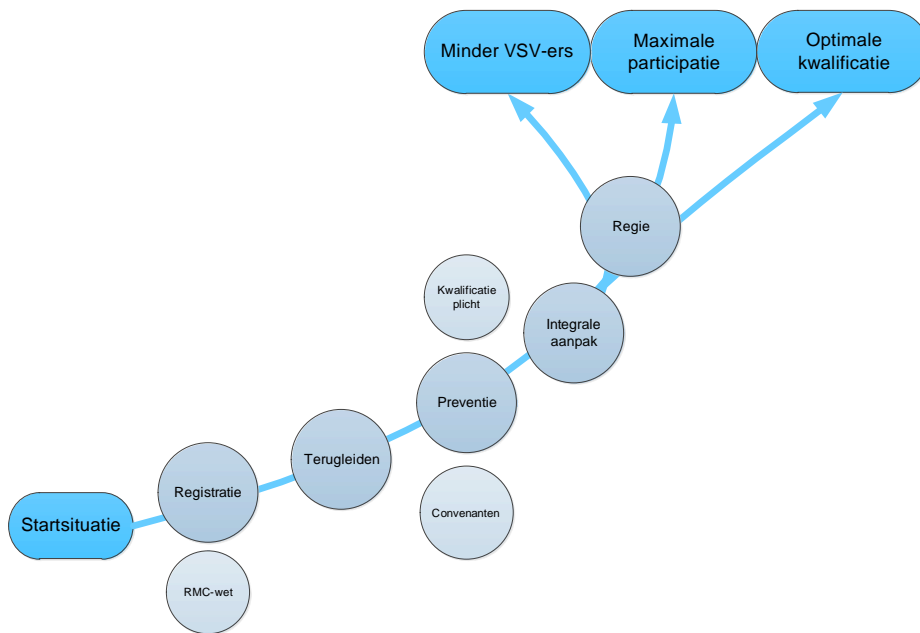 Minder VSV-ers
Maximale
participatie
Optimale
kwalificatie
Regie
Kwalificatie
plicht
Integrale
aanpak
Preventie
Terugleiden
Registratie
Convenanten
Startsituatie
RMC-wet